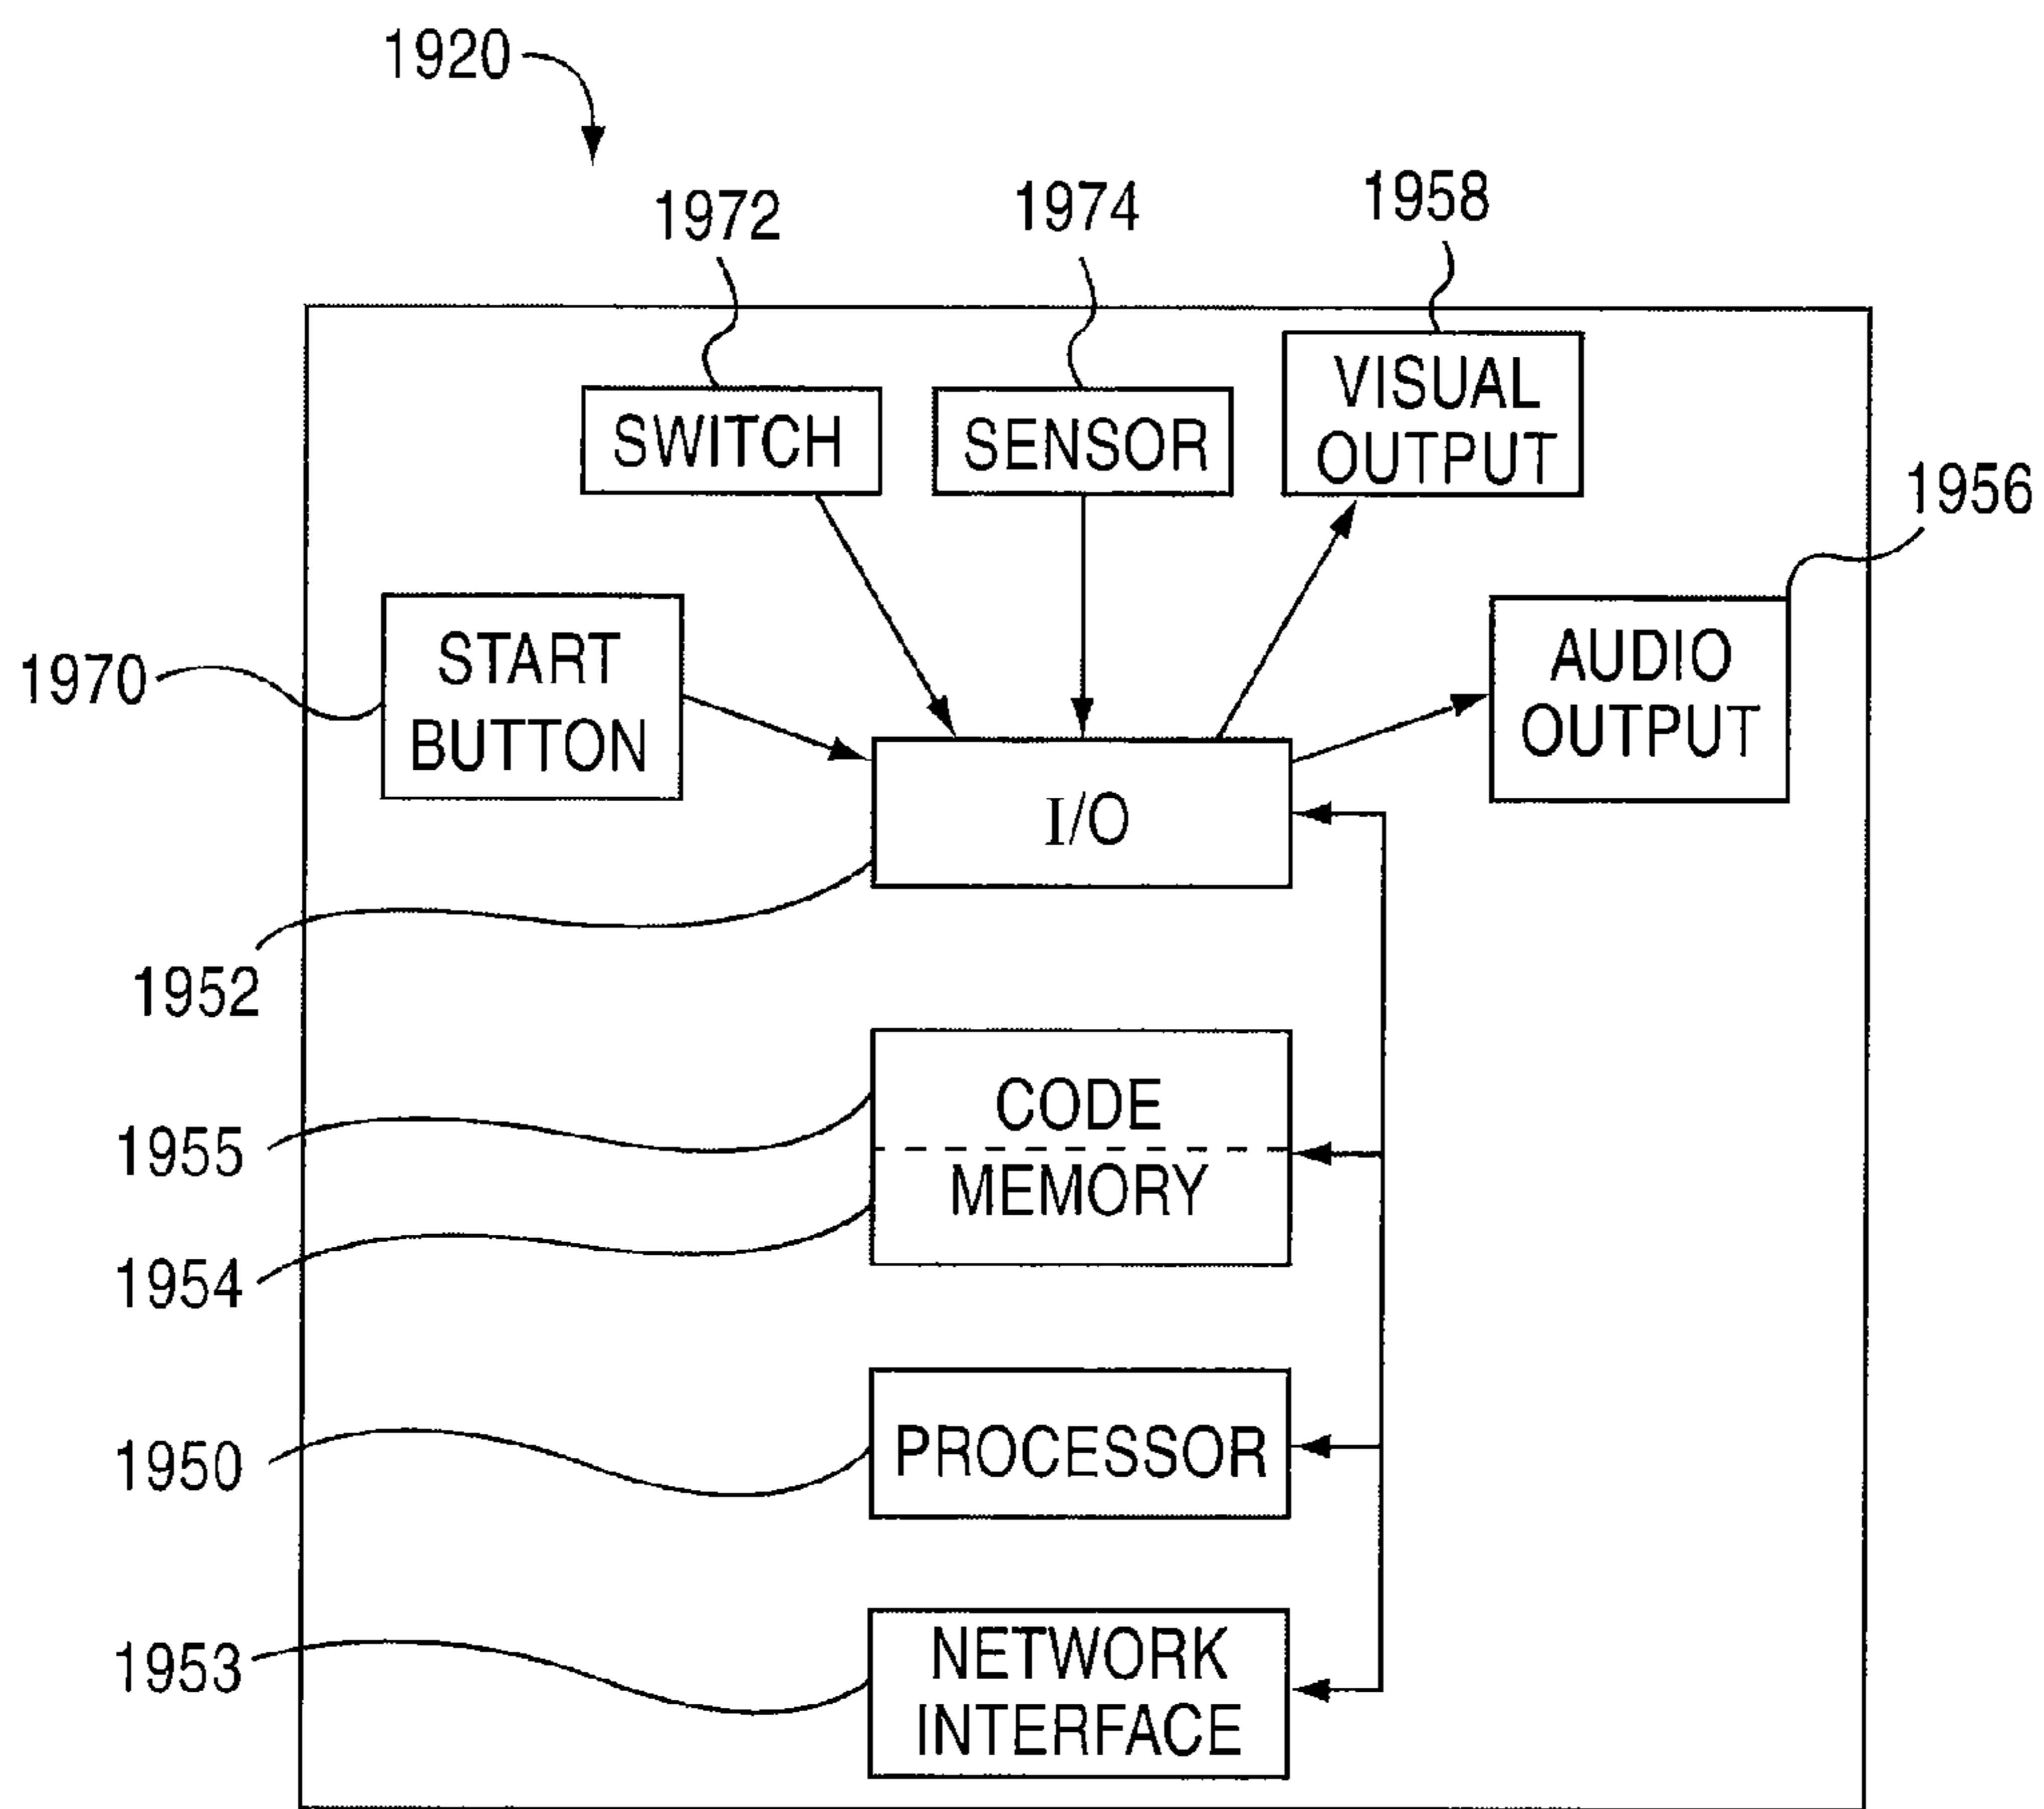 1920
1972
1974
1958
SWITCH
SENSOR
VISUAL
OUTPUT
1956
1970
START
BUTTON
AUDIO
OUTPUT
I/O
1952
CODE
1955
MEMORY
1954
PROCESSOR
1950
NETWORK
INTERFACE
1953